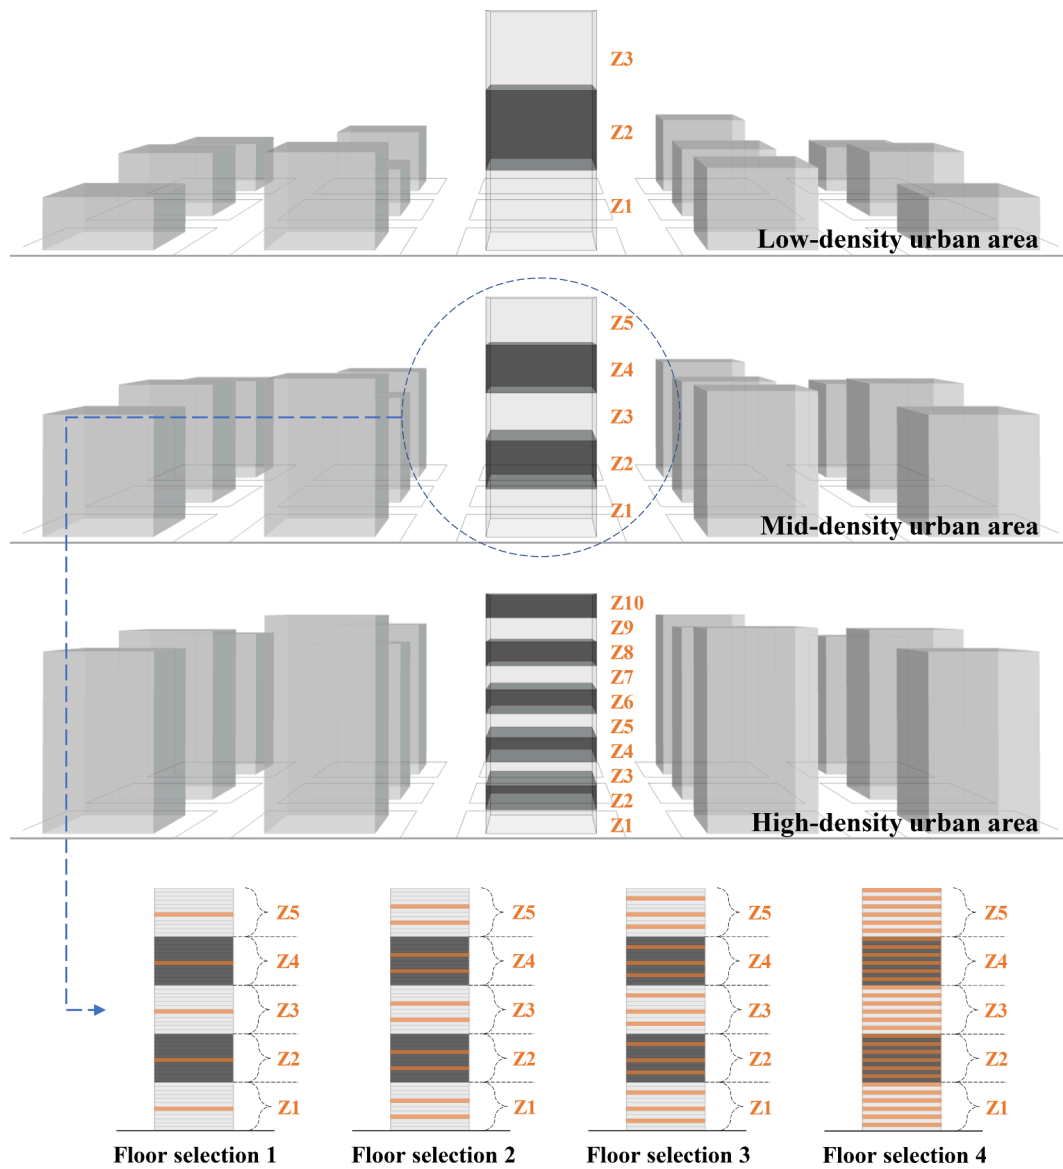 Z3
Z2
Z1
Low-density urban area
Z5
Z4
Z3
Z2
Z1
Mid-density urban area
Z10
Z9
Z8
Z7
Z6
Z5
Z4
Z3
Z2
Z1
High-density urban area
Z5
Z4
Z3
Z2
Z1
Floor selection 1
Z5
Z4
Z3
Z2
Z1
Floor selection 2
Z5
Z4
Z3
Z2
Z1
Floor selection 3
Z5
Z4
Z3
Z2
Z1
Floor selection 4